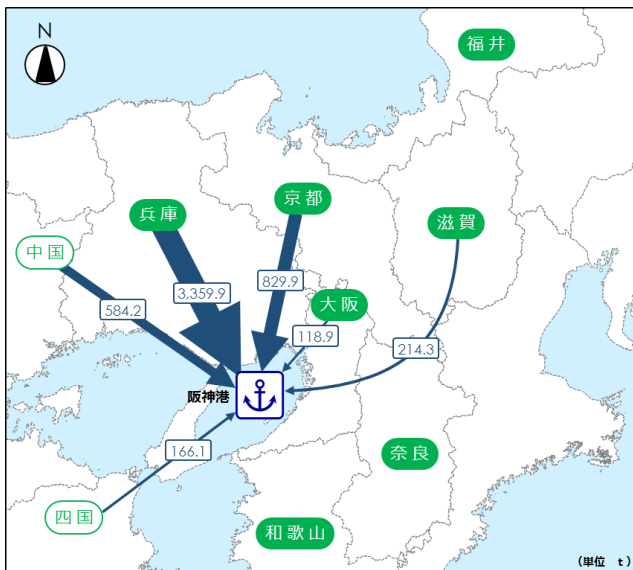 N
福井
兵庫
京都
滋賀
中国
3,359.9
829.9
584.2
大阪
118.9
214.3
阪神港
166.1
奈良
四国
和歌山
(単位 t)